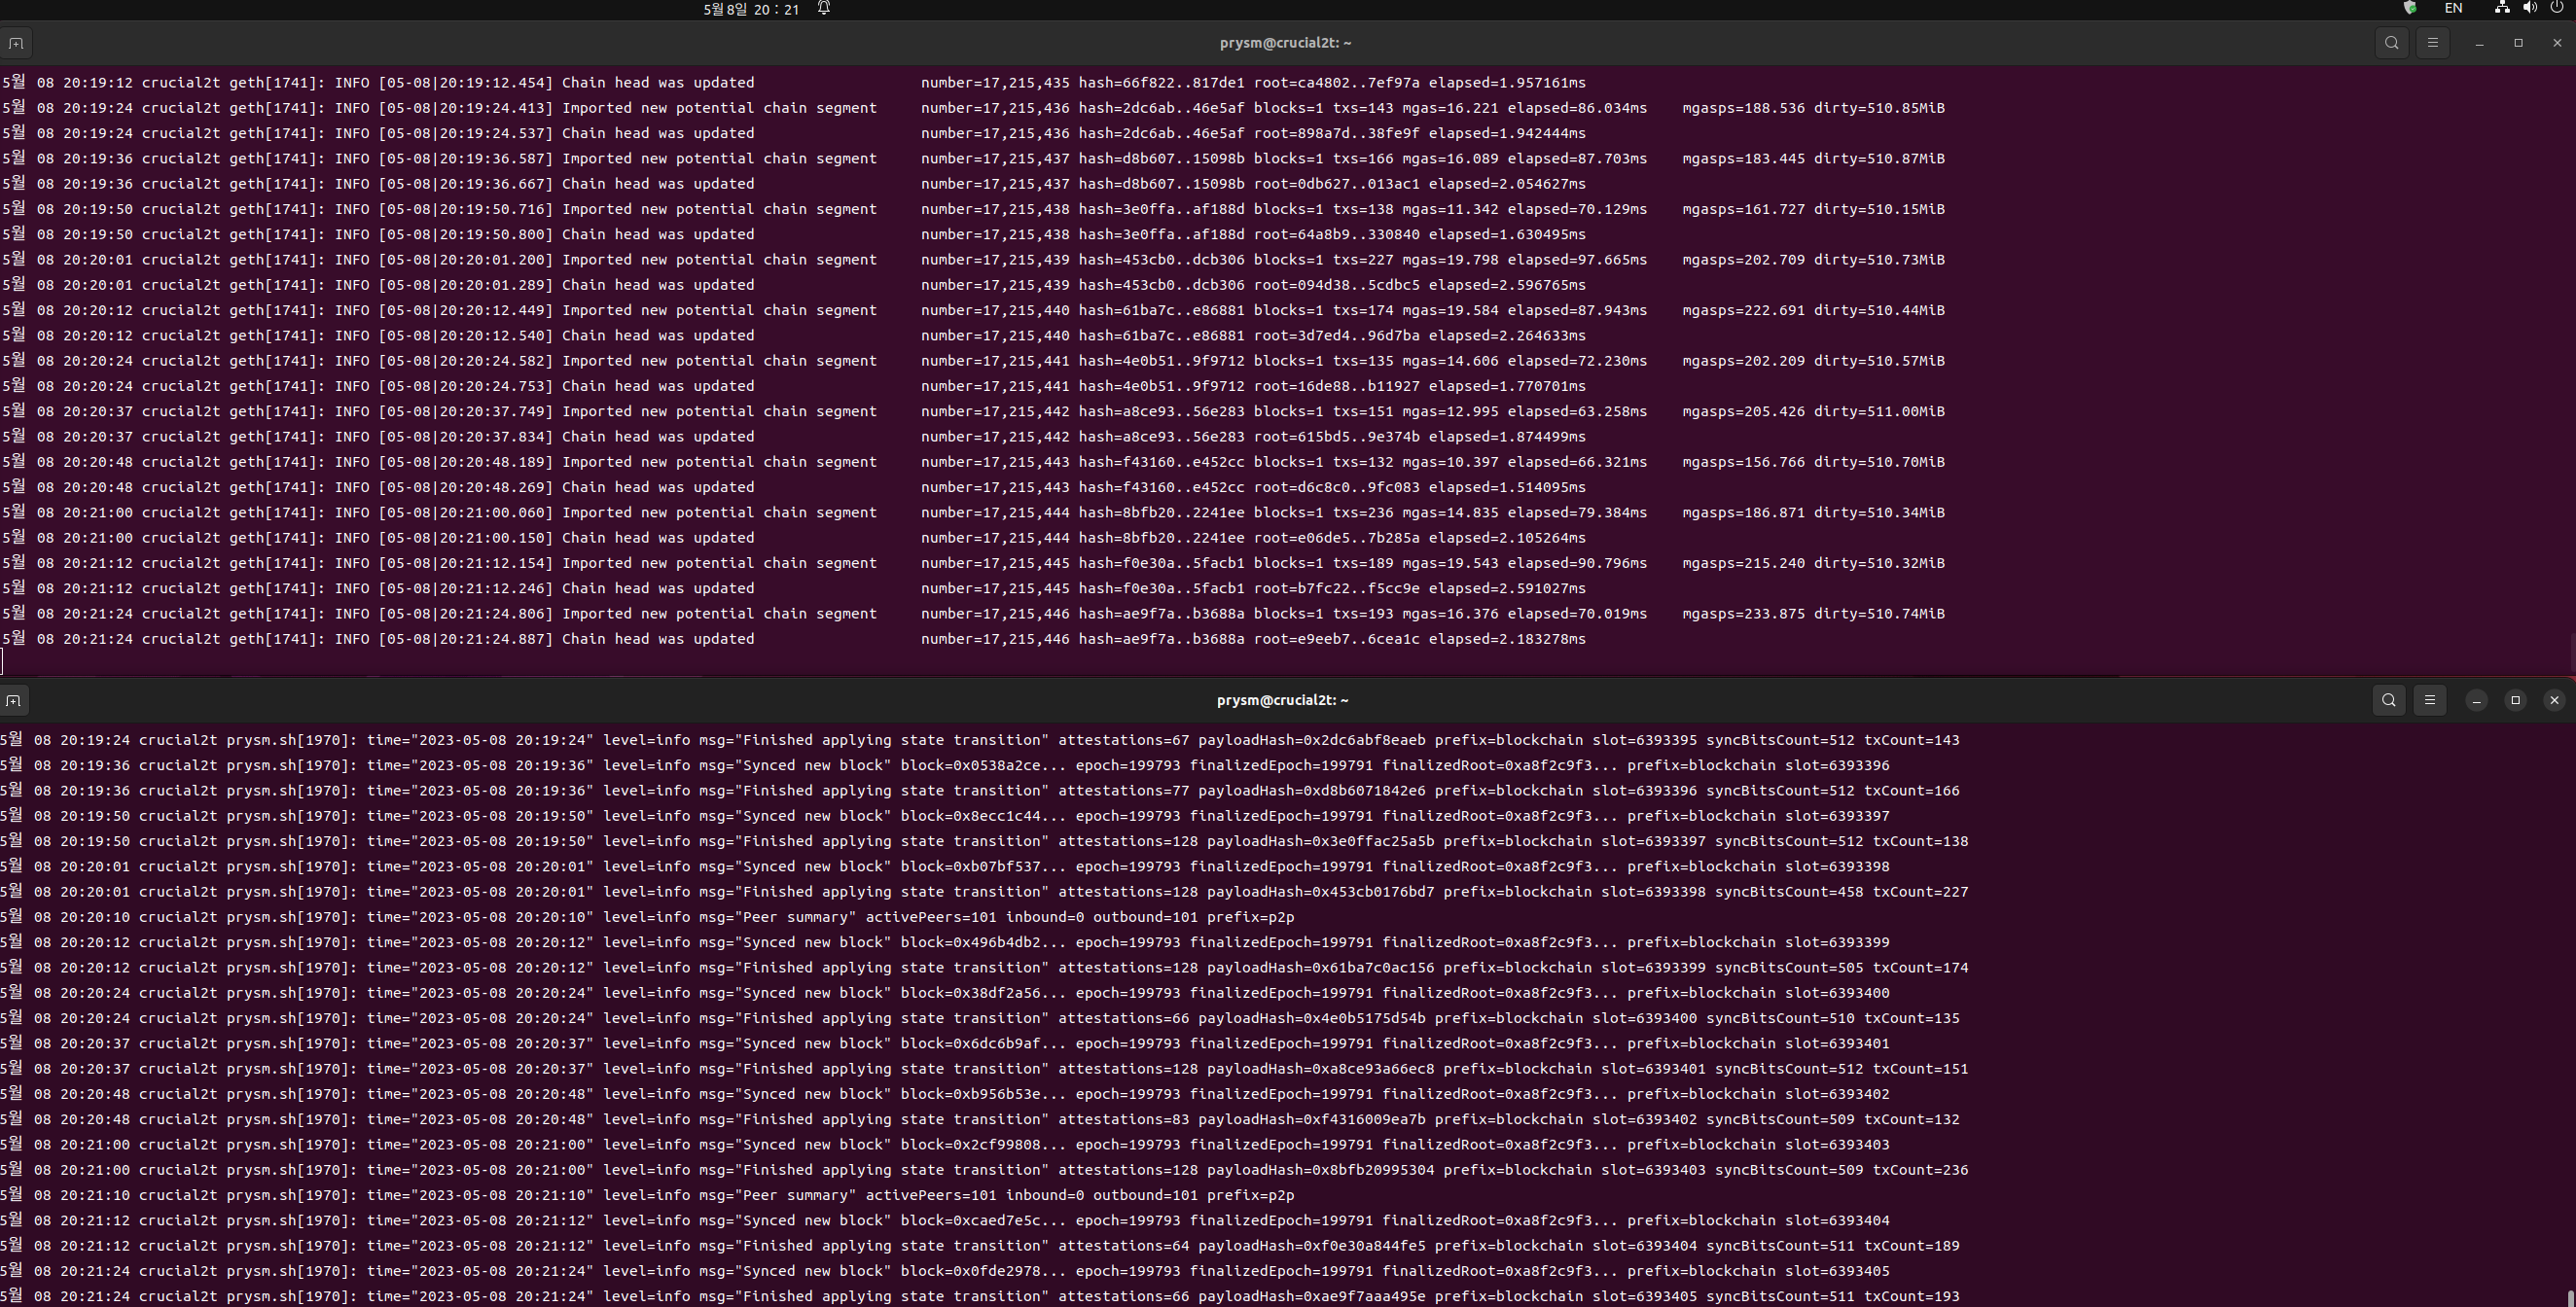 5월 8일 20 : 21
EN
prysm@crucial2t: ~
5월 08 20:19:12 crucial2t geth[1741]: INFO [05-08|20:19:12.454] Chain head was updated number=17,215,435 hash=66f822..817de1 root=ca4802..7ef97a elapsed=1.957161ms
5월 08 20:19:24 crucial2t geth[1741]: INFO [05-08|20:19:24.413] Imported new potential chain segment number=17,215,436 hash=2dc6ab..46e5af blocks=1 txs=143 mgas=16.221 elapsed=86.034ms mgasps=188.536 dirty=510.85MiB
5월 08 20:19:24 crucial2t geth[1741]: INFO [05-08|20:19:24.537] Chain head was updated number=17,215,436 hash=2dc6ab..46e5af root=898a7d..38fe9f elapsed=1.942444ms
5월 08 20:19:36 crucial2t geth[1741]: INFO [05-08|20:19:36.587] Imported new potential chain segment number=17,215,437 hash=d8b607..15098b blocks=1 txs=166 mgas=16.089 elapsed=87.703ms mgasps=183.445 dirty=510.87MiB
5월 08 20:19:36 crucial2t geth[1741]: INFO [05-08|20:19:36.667] Chain head was updated number=17,215,437 hash=d8b607..15098b root=0db627..013ac1 elapsed=2.054627ms
5월 08 20:19:50 crucial2t geth[1741]: INFO [05-08|20:19:50.716] Imported new potential chain segment number=17,215,438 hash=3e0ffa..af188d blocks=1 txs=138 mgas=11.342 elapsed=70.129ms mgasps=161.727 dirty=510.15MiB
5월 08 20:19:50 crucial2t geth[1741]: INFO [05-08|20:19:50.800] Chain head was updated number=17,215,438 hash=3e0ffa..af188d root=64a8b9..330840 elapsed=1.630495ms
5월 08 20:20:01 crucial2t geth[1741]: INFO [05-08|20:20:01.200] Imported new potential chain segment number=17,215,439 hash=453cb0..dcb306 blocks=1 txs=227 mgas=19.798 elapsed=97.665ms mgasps=202.709 dirty=510.73MiB
5월 08 20:20:01 crucial2t geth[1741]: INFO [05-08|20:20:01.289] Chain head was updated number=17,215,439 hash=453cb0..dcb306 root=094d38..5cdbc5 elapsed=2.596765ms
5월 08 20:20:12 crucial2t geth[1741]: INFO [05-08|20:20:12.449] Imported new potential chain segment number=17,215,440 hash=61ba7c..e86881 blocks=1 txs=174 mgas=19.584 elapsed=87.943ms mgasps=222.691 dirty=510.44MiB
5월 08 20:20:12 crucial2t geth[1741]: INFO [05-08|20:20:12.540] Chain head was updated number=17,215,440 hash=61ba7c..e86881 root=3d7ed4..96d7ba elapsed=2.264633ms
5월 08 20:20:24 crucial2t geth[1741]: INFO [05-08|20:20:24.582] Imported new potential chain segment number=17,215,441 hash=4e0b51..9f9712 blocks=1 txs=135 mgas=14.606 elapsed=72.230ms mgasps=202.209 dirty=510.57MiB
5월 08 20:20:24 crucial2t geth[1741]: INFO [05-08|20:20:24.753] Chain head was updated number=17,215,441 hash=4e0b51..9f9712 root=16de88..b11927 elapsed=1.770701ms
5월 08 20:20:37 crucial2t geth[1741]: INFO [05-08|20:20:37.749] Imported new potential chain segment number=17,215,442 hash=a8ce93..56e283 blocks=1 txs=151 mgas=12.995 elapsed=63.258ms mgasps=205.426 dirty=511.00MiB
5월 08 20:20:37 crucial2t geth[1741]: INFO [05-08|20:20:37.834] Chain head was updated number=17,215,442 hash=a8ce93..56e283 root=615bd5..9e374b elapsed=1.874499ms
5월 08 20:20:48 crucial2t geth[1741]: INFO [05-08|20:20:48.189] Imported new potential chain segment number=17,215,443 hash=f43160..e452cc blocks=1 txs=132 mgas=10.397 elapsed=66.321ms mgasps=156.766 dirty=510.70MiB
5월 08 20:20:48 crucial2t geth[1741]: INFO [05-08|20:20:48.269] Chain head was updated number=17,215,443 hash=f43160..e452cc root=d6c8c0..9fc083 elapsed=1.514095ms
5월 08 20:21:00 crucial2t geth[1741]: INFO [05-08|20:21:00.060] Imported new potential chain segment number=17,215,444 hash=8bfb20..2241ee blocks=1 txs=236 mgas=14.835 elapsed=79.384ms mgasps=186.871 dirty=510.34MiB
5월 08 20:21:00 crucial2t geth[1741]: INFO [05-08|20:21:00.150] Chain head was updated number=17,215,444 hash=8bfb20..2241ee root=e06de5..7b285a elapsed=2.105264ms
5월 08 20:21:12 crucial2t geth[1741]: INFO [05-08|20:21:12.154] Imported new potential chain segment number=17,215,445 hash=f0e30a..5facb1 blocks=1 txs=189 mgas=19.543 elapsed=90.796ms mgasps=215.240 dirty=510.32MiB
5월 08 20:21:12 crucial2t geth[1741]: INFO [05-08|20:21:12.246] Chain head was updated number=17,215,445 hash=f0e30a..5facb1 root=b7fc22..f5cc9e elapsed=2.591027ms
5월 08 20:21:24 crucial2t geth[1741]: INFO [05-08|20:21:24.806] Imported new potential chain segment number=17,215,446 hash=ae9f7a..b3688a blocks=1 txs=193 mgas=16.376 elapsed=70.019ms mgasps=233.875 dirty=510.74MiB
5월 08 20:21:24 crucial2t geth[1741]: INFO [05-08|20:21:24.887] Chain head was updated number=17,215,446 hash=ae9f7a..b3688a root=e9eeb7..6cea1c elapsed=2.183278ms
prysm@crucial2t: ~
5월 08 20:19:24 crucial2t prysm.sh[1970]: time="2023-05-08 20:19:24" level=info msg="Finished applying state transition" attestations=67 payloadHash=0x2dc6abf8eaeb prefix=blockchain slot=6393395 syncBitsCount=512 txCount=143
5월 08 20:19:36 crucial2t prysm.sh[1970]: time="2023-05-08 20:19:36" level=info msg="Synced new block" block=0x0538a2ce... epoch=199793 finalizedEpoch=199791 finalizedRoot=0xa8f2c9f3... prefix=blockchain slot=6393396
5월 08 20:19:36 crucial2t prysm.sh[1970]: time="2023-05-08 20:19:36" level=info msg="Finished applying state transition" attestations=77 payloadHash=0xd8b6071842e6 prefix=blockchain slot=6393396 syncBitsCount=512 txCount=166
5월 08 20:19:50 crucial2t prysm.sh[1970]: time="2023-05-08 20:19:50" level=info msg="Synced new block" block=0x8ecc1c44... epoch=199793 finalizedEpoch=199791 finalizedRoot=0xa8f2c9f3... prefix=blockchain slot=6393397
5월 08 20:19:50 crucial2t prysm.sh[1970]: time="2023-05-08 20:19:50" level=info msg="Finished applying state transition" attestations=128 payloadHash=0x3e0ffac25a5b prefix=blockchain slot=6393397 syncBitsCount=512 txCount=138
5월 08 20:20:01 crucial2t prysm.sh[1970]: time="2023-05-08 20:20:01" level=info msg="Synced new block" block=0xb07bf537... epoch=199793 finalizedEpoch=199791 finalizedRoot=0xa8f2c9f3... prefix=blockchain slot=6393398
5월 08 20:20:01 crucial2t prysm.sh[1970]: time="2023-05-08 20:20:01" level=info msg="Finished applying state transition" attestations=128 payloadHash=0x453cb0176bd7 prefix=blockchain slot=6393398 syncBitsCount=458 txCount=227
5월 08 20:20:10 crucial2t prysm.sh[1970]: time="2023-05-08 20:20:10" level=info msg="Peer summary" activePeers=101 inbound=0 outbound=101 prefix=p2p
5월 08 20:20:12 crucial2t prysm.sh[1970]: time="2023-05-08 20:20:12" level=info msg="Synced new block" block=0x496b4db2... epoch=199793 finalizedEpoch=199791 finalizedRoot=0xa8f2c9f3... prefix=blockchain slot=6393399
5월 08 20:20:12 crucial2t prysm.sh[1970]: time="2023-05-08 20:20:12" level=info msg="Finished applying state transition" attestations=128 payloadHash=0x61ba7c0ac156 prefix=blockchain slot=6393399 syncBitsCount=505 txCount=174
5월 08 20:20:24 crucial2t prysm.sh[1970]: time="2023-05-08 20:20:24" level=info msg="Synced new block" block=0x38df2a56... epoch=199793 finalizedEpoch=199791 finalizedRoot=0xa8f2c9f3... prefix=blockchain slot=6393400
5월 08 20:20:24 crucial2t prysm.sh[1970]: time="2023-05-08 20:20:24" level=info msg="Finished applying state transition" attestations=66 payloadHash=0x4e0b5175d54b prefix=blockchain slot=6393400 syncBitsCount=510 txCount=135
5월 08 20:20:37 crucial2t prysm.sh[1970]: time="2023-05-08 20:20:37" level=info msg="Synced new block" block=0x6dc6b9af... epoch=199793 finalizedEpoch=199791 finalizedRoot=0xa8f2c9f3... prefix=blockchain slot=6393401
5월 08 20:20:37 crucial2t prysm.sh[1970]: time="2023-05-08 20:20:37" level=info msg="Finished applying state transition" attestations=128 payloadHash=0xa8ce93a66ec8 prefix=blockchain slot=6393401 syncBitsCount=512 txCount=151
5월 08 20:20:48 crucial2t prysm.sh[1970]: time="2023-05-08 20:20:48" level=info msg="Synced new block" block=0xb956b53e... epoch=199793 finalizedEpoch=199791 finalizedRoot=0xa8f2c9f3... prefix=blockchain slot=6393402
5월 08 20:20:48 crucial2t prysm.sh[1970]: time="2023-05-08 20:20:48" level=info msg="Finished applying state transition" attestations=83 payloadHash=0xf4316009ea7b prefix=blockchain slot=6393402 syncBitsCount=509 txCount=132
5월 08 20:21:00 crucial2t prysm.sh[1970]: time="2023-05-08 20:21:00" level=info msg="Synced new block" block=0x2cf99808... epoch=199793 finalizedEpoch=199791 finalizedRoot=0xa8f2c9f3... prefix=blockchain slot=6393403
5월 08 20:21:00 crucial2t prysm.sh[1970]: time="2023-05-08 20:21:00" level=info msg="Finished applying state transition" attestations=128 payloadHash=0x8bfb20995304 prefix=blockchain slot=6393403 syncBitsCount=509 txCount=236
5월 08 20:21:10 crucial2t prysm.sh[1970]: time="2023-05-08 20:21:10" level=info msg="Peer summary" activePeers=101 inbound=0 outbound=101 prefix=p2p
5월 08 20:21:12 crucial2t prysm.sh[1970]: time="2023-05-08 20:21:12" level=info msg="Synced new block" block=0xcaed7e5c... epoch=199793 finalizedEpoch=199791 finalizedRoot=0xa8f2c9f3... prefix=blockchain slot=6393404
5월 08 20:21:12 crucial2t prysm.sh[1970]: time="2023-05-08 20:21:12" level=info msg="Finished applying state transition" attestations=64 payloadHash=0xf0e30a844fe5 prefix=blockchain slot=6393404 syncBitsCount=511 txCount=189
5월 08 20:21:24 crucial2t prysm.sh[1970]: time="2023-05-08 20:21:24" level=info msg="Synced new block" block=0x0fde2978... epoch=199793 finalizedEpoch=199791 finalizedRoot=0xa8f2c9f3... prefix=blockchain slot=6393405
5월 08 20:21:24 crucial2t prysm.sh[1970]: time="2023-05-08 20:21:24" level=info msg="Finished applying state transition" attestations=66 payloadHash=0xae9f7aaa495e prefix=blockchain slot=6393405 syncBitsCount=511 txCount=193